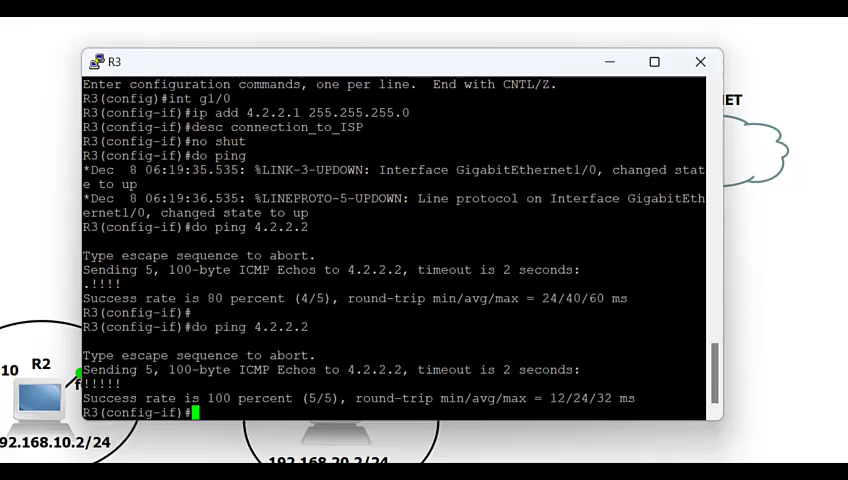 R3
Enter configuration commands, one per line.  End with CNTL/Z.
R3(config)#int g1/0
R3(config-if)#ip add 4.2.2.1 255.255.255.0
R3(config-if)#desc connection_to_ISP
R3(config-if)#no shut
R3(config-if)#do ping
*Dec  8 06:19:35.535: %LINK-3-UPDOWN: Interface GigabitEthernet1/0, changed stat
e to up
*Dec  8 06:19:36.535: %LINEPROTO-5-UPDOWN: Line protocol on Interface GigabitEth
ernet1/0, changed state to up
R3(config-if)#do ping 4.2.2.2
Type escape sequence to abort.
Sending 5, 100-byte ICMP Echos to 4.2.2.2, timeout is 2 seconds:
.!!!!
Success rate is 80 percent (4/5), round-trip min/avg/max = 24/40/60 ms
R3(config-if)#
R3(config-if)#do ping 4.2.2.2
Type escape sequence to abort.
Sending 5, 100-byte ICMP Echos to 4.2.2.2, timeout is 2 seconds:
!!!!!
Success rate is 100 percent (5/5), round-trip min/avg/max = 12/24/32 ms
R3(config-if)#
ET
10 R2
f
92.168.10.2/24
192.168.20.2/24